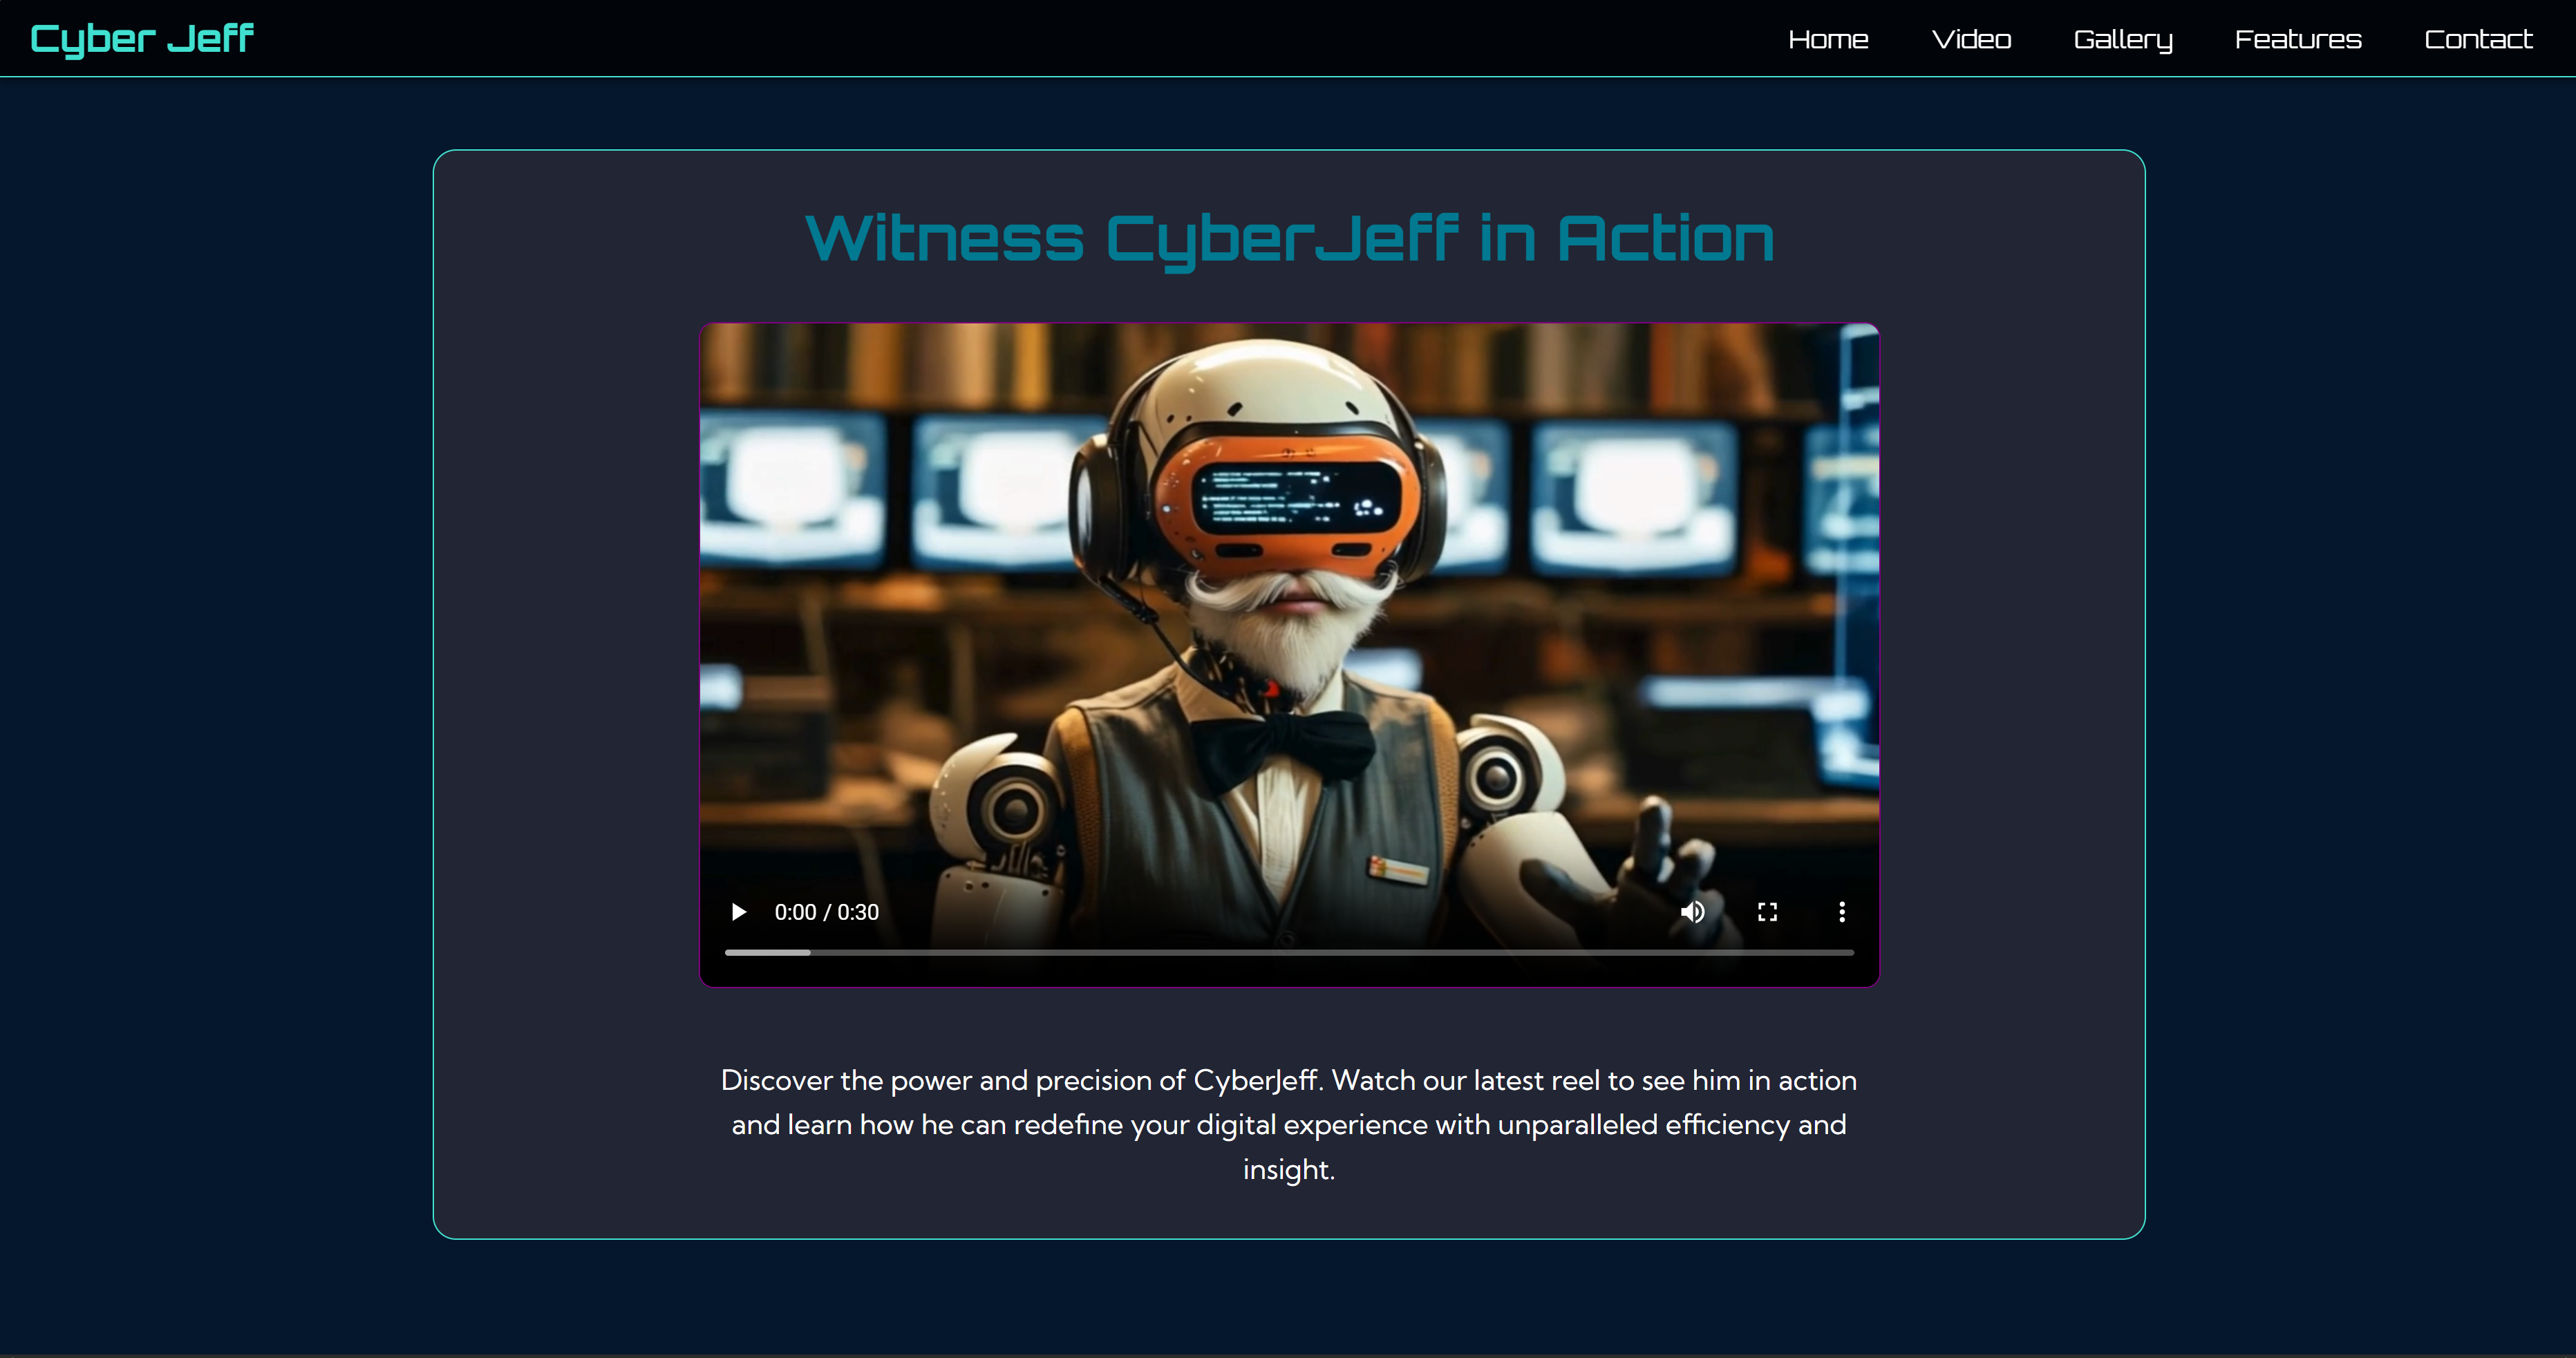 Cyber Jeff
Home Video Gallery Features Contact
Witness CyberJeff in Action
0:00 / 0:30
Discover the power and precision of CyberJeff. Watch our latest reel to see him in action
and learn how he can redefine your digital experience with unparalleled efficiency and
insight.